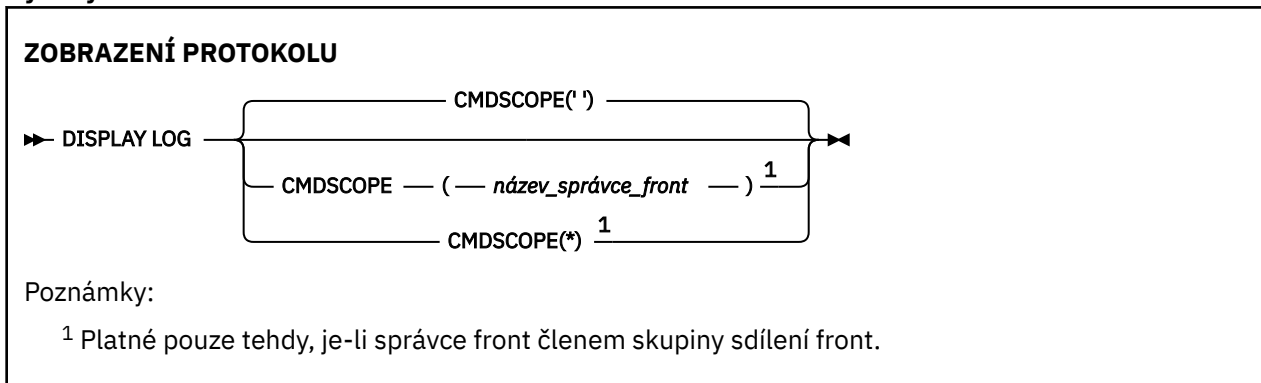 ZOBRAZENÍ PROTOKOLU
CMDSCOPE(' ')
DISPLAY LOG
CMDSCOPE ( název_správce_front ) 1
CMDSCOPE(*) 1
Poznámky:
1 Platné pouze tehdy, je-li správce front členem skupiny sdílení front.